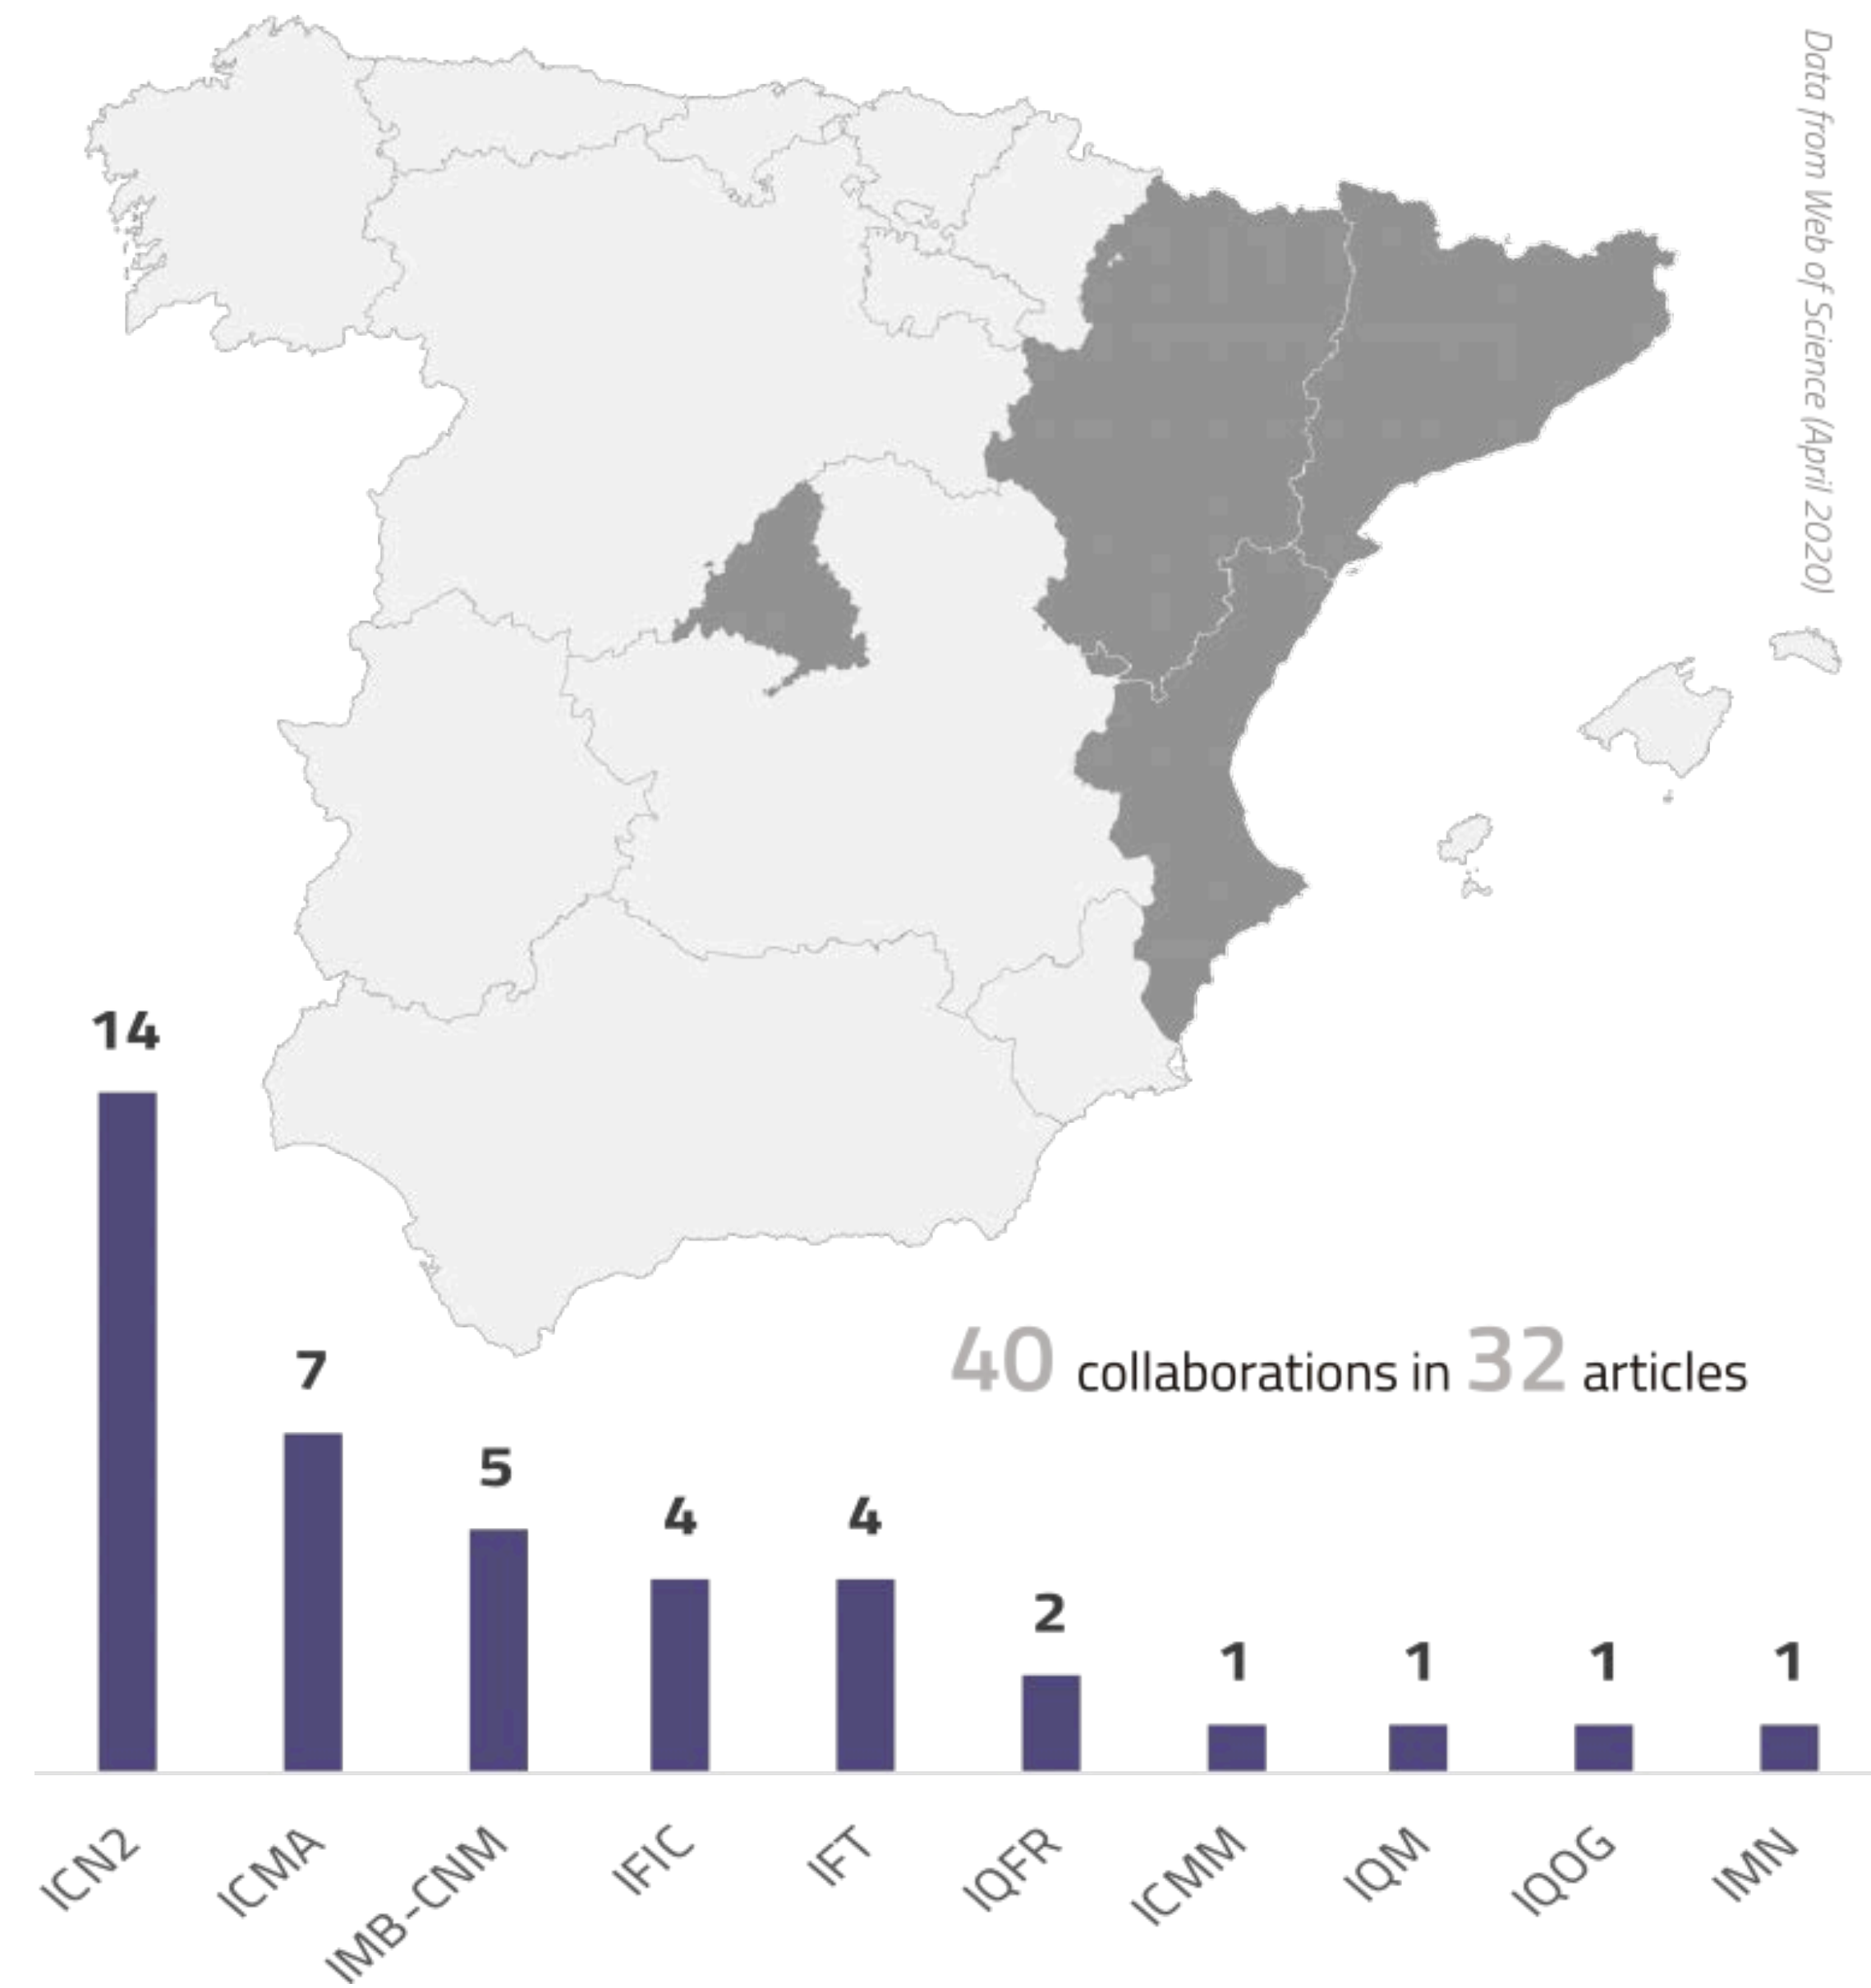 Data from Web of Science (April 2020)
14
7
5
4
4
2
1
1
1
1
40 collaborations in 32 articles
ICN2
ICMA
IMB-CNM
IFIC
IFT
IQFR
ICMM
IQM
IQOG
IMN